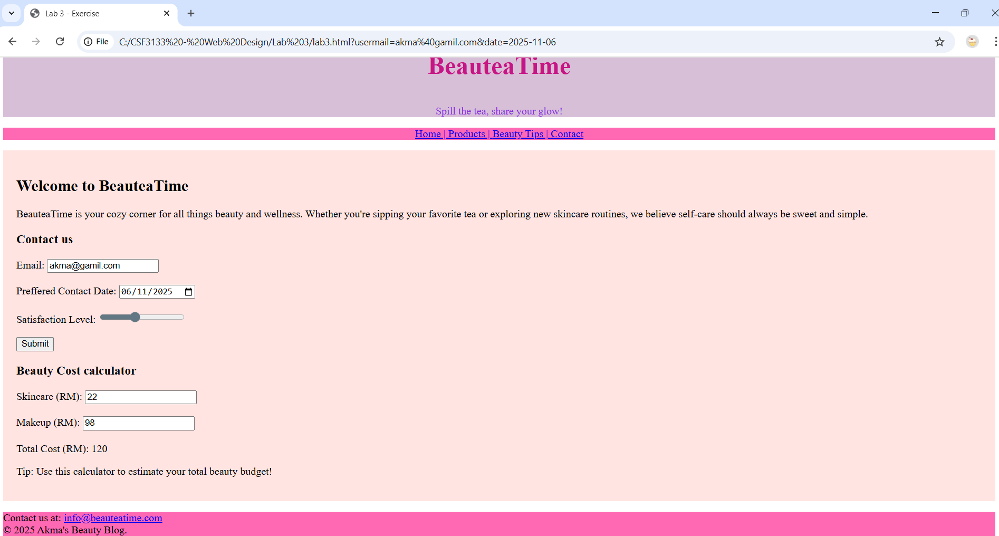 Lab 3 - Exercise
File C:/CSF3133%20-%20Web%20Design/Lab%203/lab3.html?usermail=akma%40gamil.com&date=2025-11-06
BeauteaTime
Spill the tea, share your glow!
Home | Products | Beauty Tips | Contact
Welcome to BeauteaTime
BeauteaTime is your cozy corner for all things beauty and wellness. Whether you're sipping your favorite tea or exploring new skincare routines, we believe self-care should always be sweet and simple.
Contact us
Email: akma@gamil.com
Preffered Contact Date: 06/11/2025
Satisfaction Level:
Submit
Beauty Cost calculator
Skincare (RM): 22
Makeup (RM): 98
Total Cost (RM): 120
Tip: Use this calculator to estimate your total beauty budget!
Contact us at: info@beauteatime.com
© 2025 Akma's Beauty Blog.